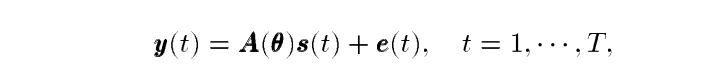 y(t) = A(θ)s(t) + e(t),    t = 1, ⋯ , T,